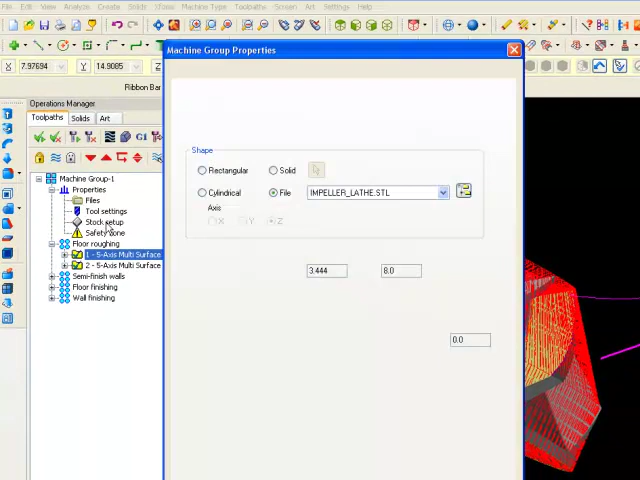 File Edit View Analyze Create Solids Xform Machine Type Toolpaths Screen Art Settings Help
X 7.97694 Y 14.9085 Z
Machine Group Properties
Ribbon Bar
Operations Manager
Toolpaths Solids Art
G1
Machine Group-1
Properties
Files
Tool settings
Stock setup
Safety zone
Floor roughing
1 - 5-Axis Multi Surface
2 - 5-Axis Multi Surface
Semi-finish walls
Floor finishing
Wall finishing
Shape
Rectangular Solid
Cylindrical File IMPELLER_LATHE.STL
Axis
X Y Z
3.444 8.0
0.0